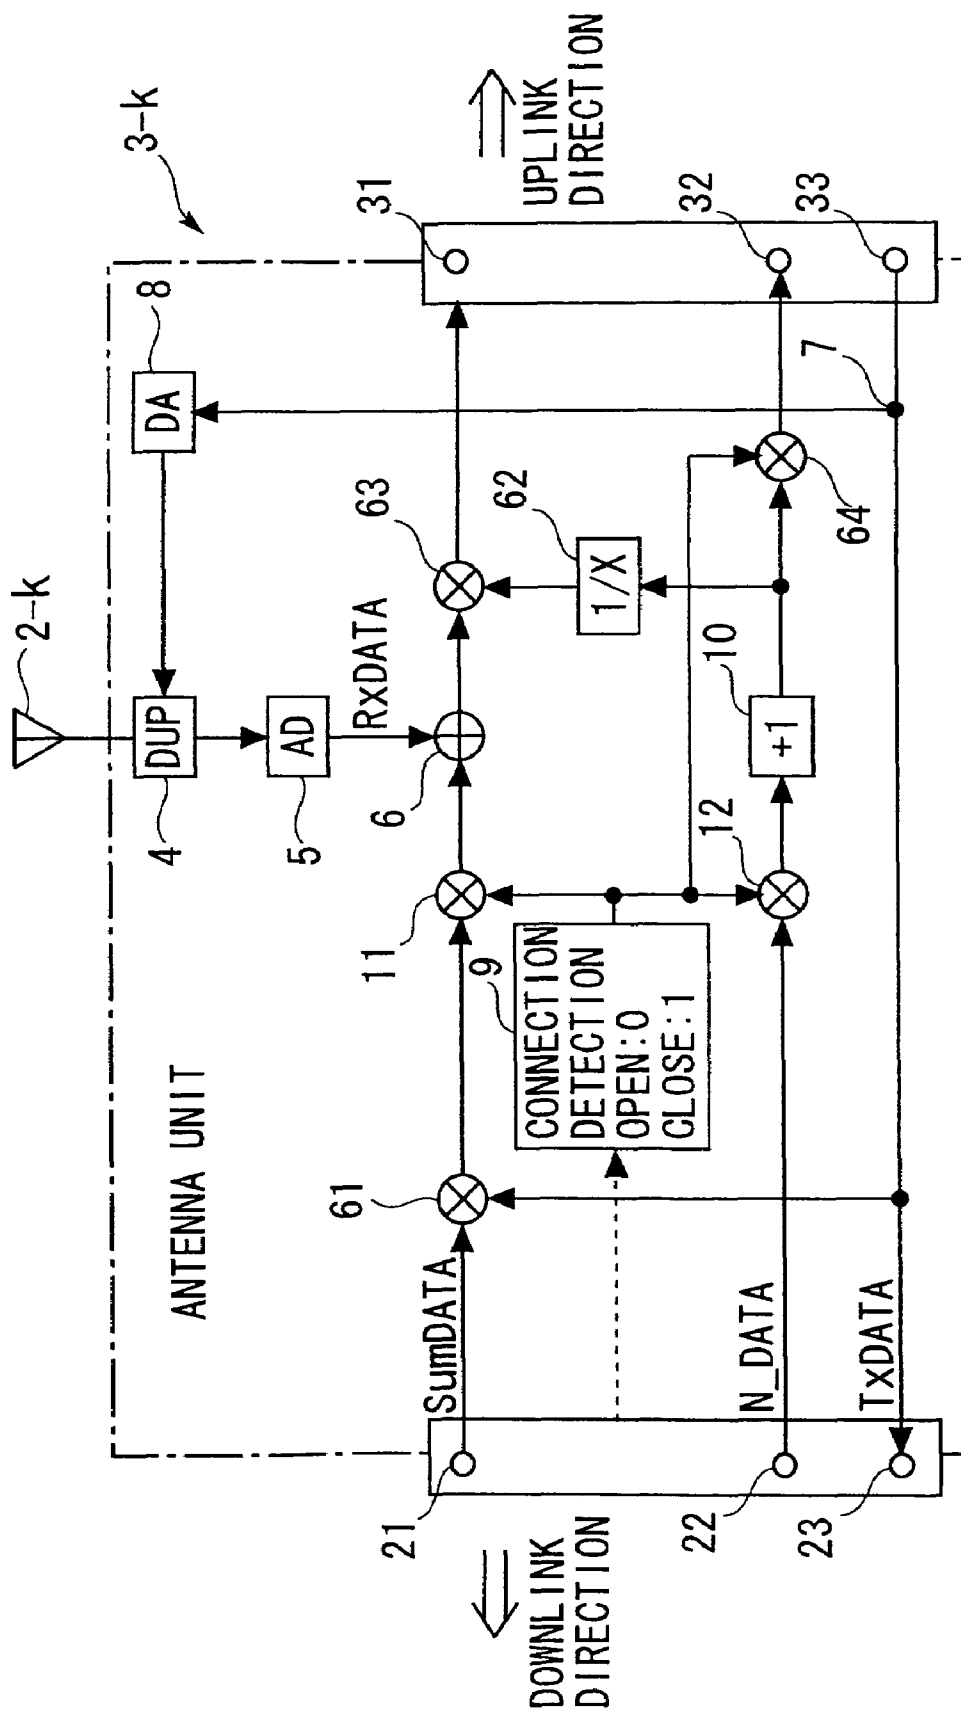 3-k
2-k
8
DA
ANTENNA UNIT
DUP
4
AD
5
RxDATA
UPLINK
DIRECTION
31
63
6
11
61
SumDATA
21
DOWNLINK
DIRECTION
62
1/X
9
CONNECTION
DETECTION
OPEN:0
CLOSE:1
32
7
64
10
+1
12
N_DATA
22
33
TxDATA
23